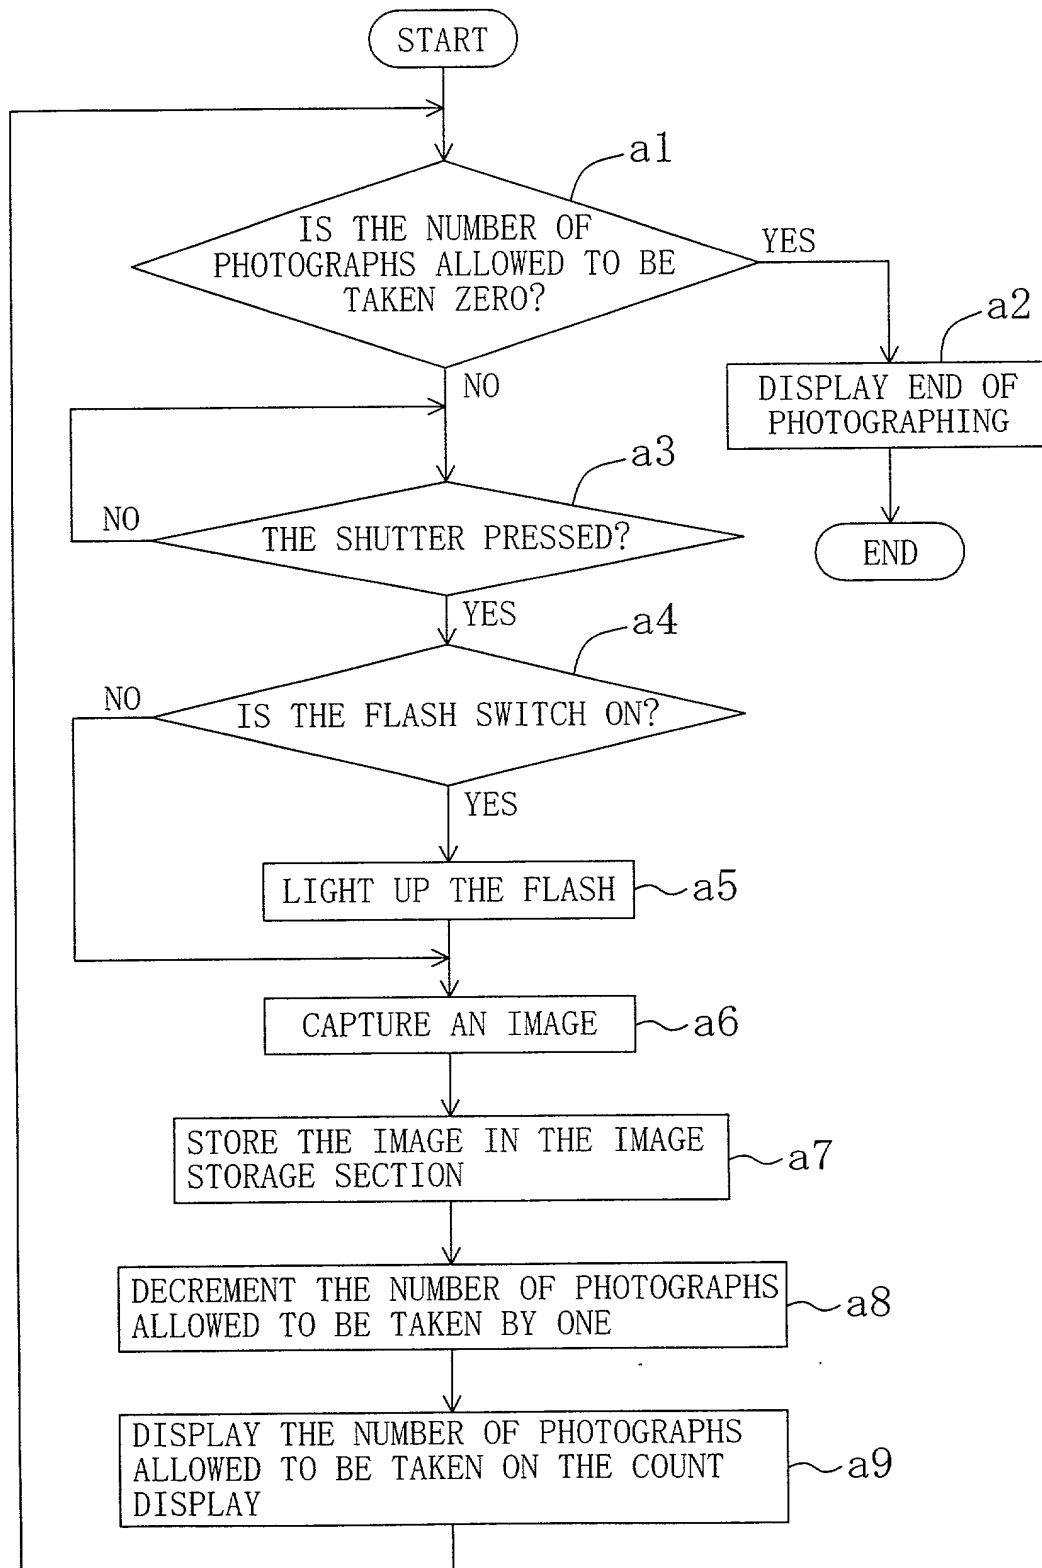 START
a1
IS THE NUMBER OF
PHOTOGRAPHS ALLOWED TO BE
TAKEN ZERO?
YES
a2
DISPLAY END OF
PHOTOGRAPHING
END
NO
a3
THE SHUTTER PRESSED?
NO
YES
a4
IS THE FLASH SWITCH ON?
NO
YES
LIGHT UP THE FLASH
a5
CAPTURE AN IMAGE
a6
STORE THE IMAGE IN THE IMAGE
STORAGE SECTION
a7
DECREMENT THE NUMBER OF PHOTOGRAPHS
ALLOWED TO BE TAKEN BY ONE
a8
DISPLAY THE NUMBER OF PHOTOGRAPHS
ALLOWED TO BE TAKEN ON THE COUNT
DISPLAY
a9